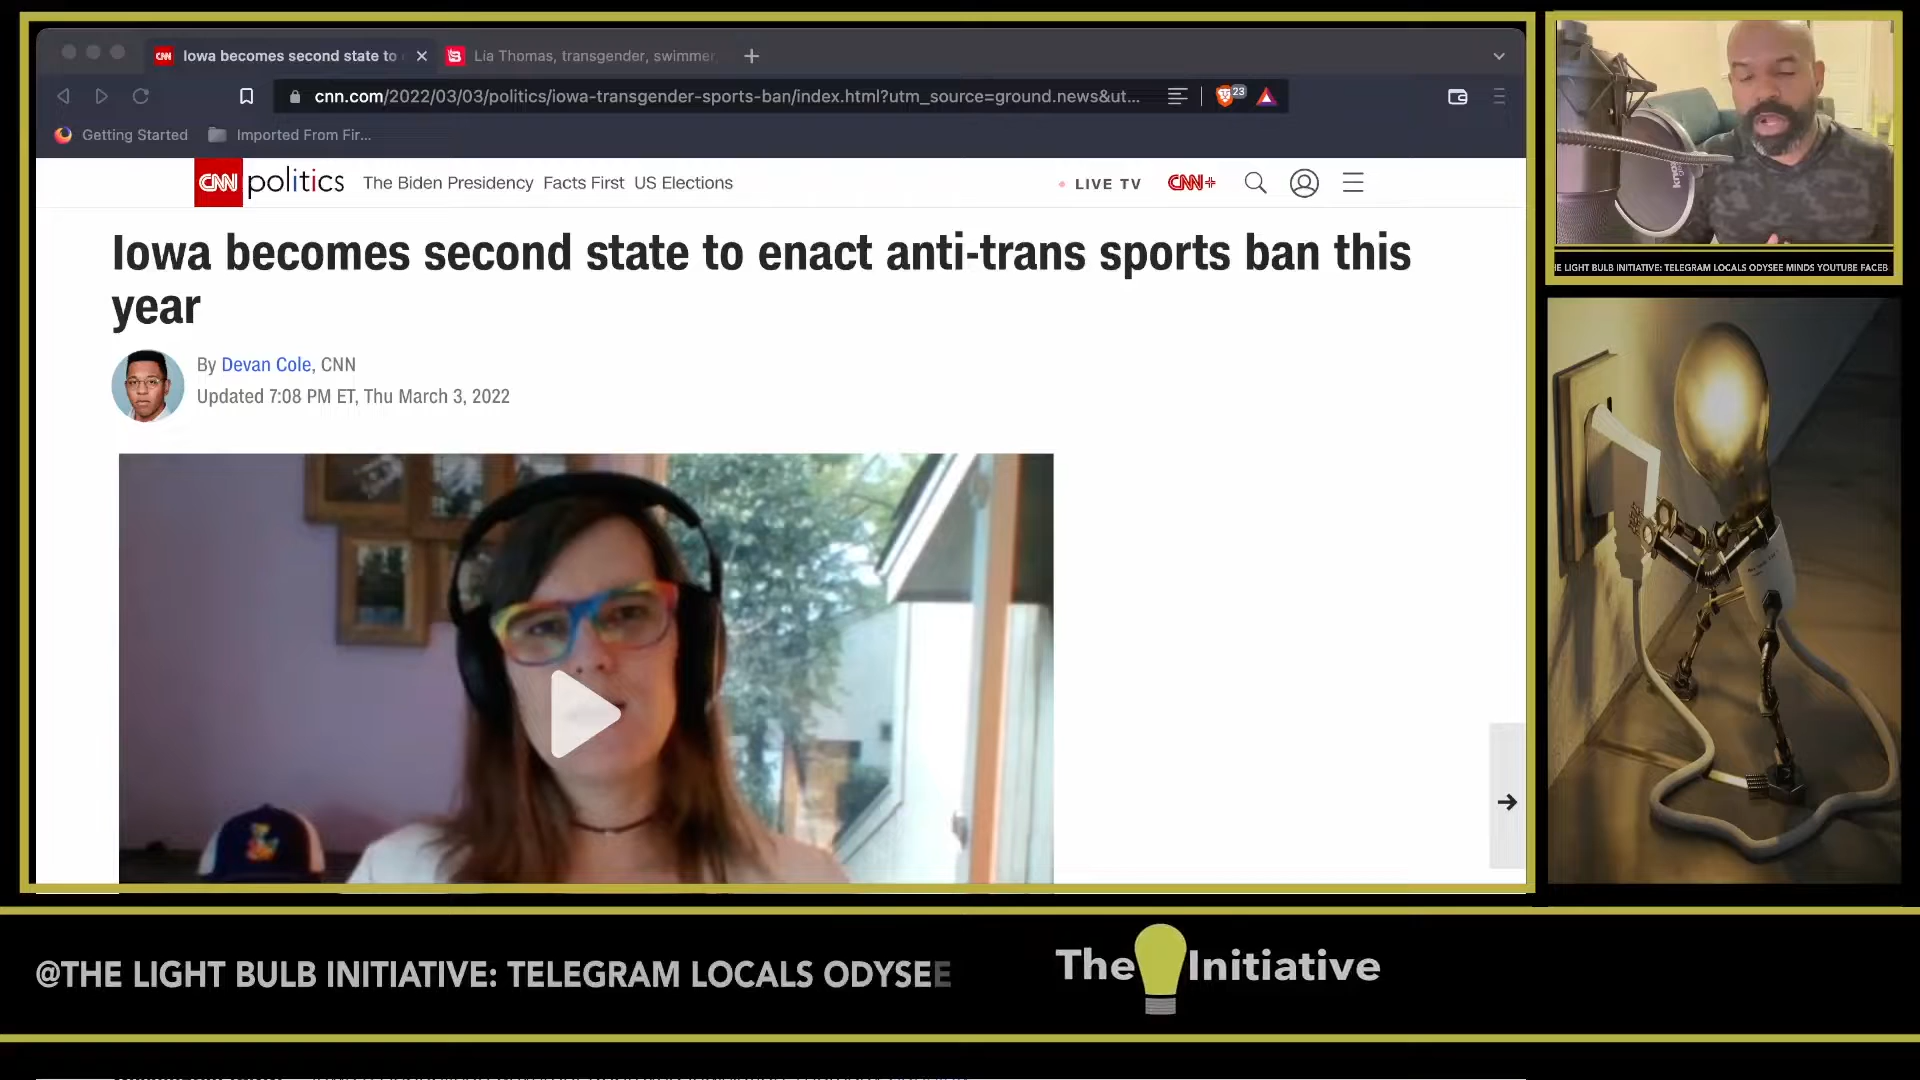 Iowa becomes second state to
Lia Thomas, transgender, swimmer,
cnn.com/2022/03/03/politics/iowa-transgender-sports-ban/index.html?utm_source=ground.news&ut...
23
Getting Started
Imported From Fir...
CNN politics
The Biden Presidency Facts First US Elections
LIVE TV
CNN+
Iowa becomes second state to enact anti-trans sports ban this
year
By Devan Cole, CNN
Updated 7:08 PM ET, Thu March 3, 2022
E LIGHT BULB INITIATIVE: TELEGRAM LOCALS ODYSEE MINDS YOUTUBE FACEB
@THE LIGHT BULB INITIATIVE: TELEGRAM LOCALS ODYSEE
The Initiative